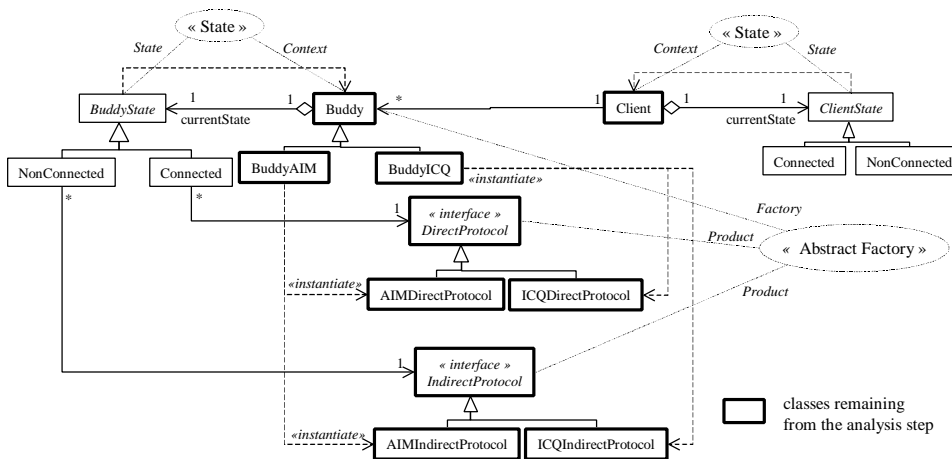 « State »
« State »
State
Context
Context
State
1
1
*
1
1
1
BuddyState
Buddy
Client
ClientState
currentState
currentState
BuddyAIM
BuddyICQ
Connected
NonConnected
NonConnected
Connected
«instantiate»
*
*
1
« interface »
DirectProtocol
Factory
Product
« Abstract Factory »
«instantiate»
AIMDirectProtocol
ICQDirectProtocol
Product
1
« interface »
IndirectProtocol
classes remaining
from the analysis step
«instantiate»
AIMIndirectProtocol
ICQIndirectProtocol